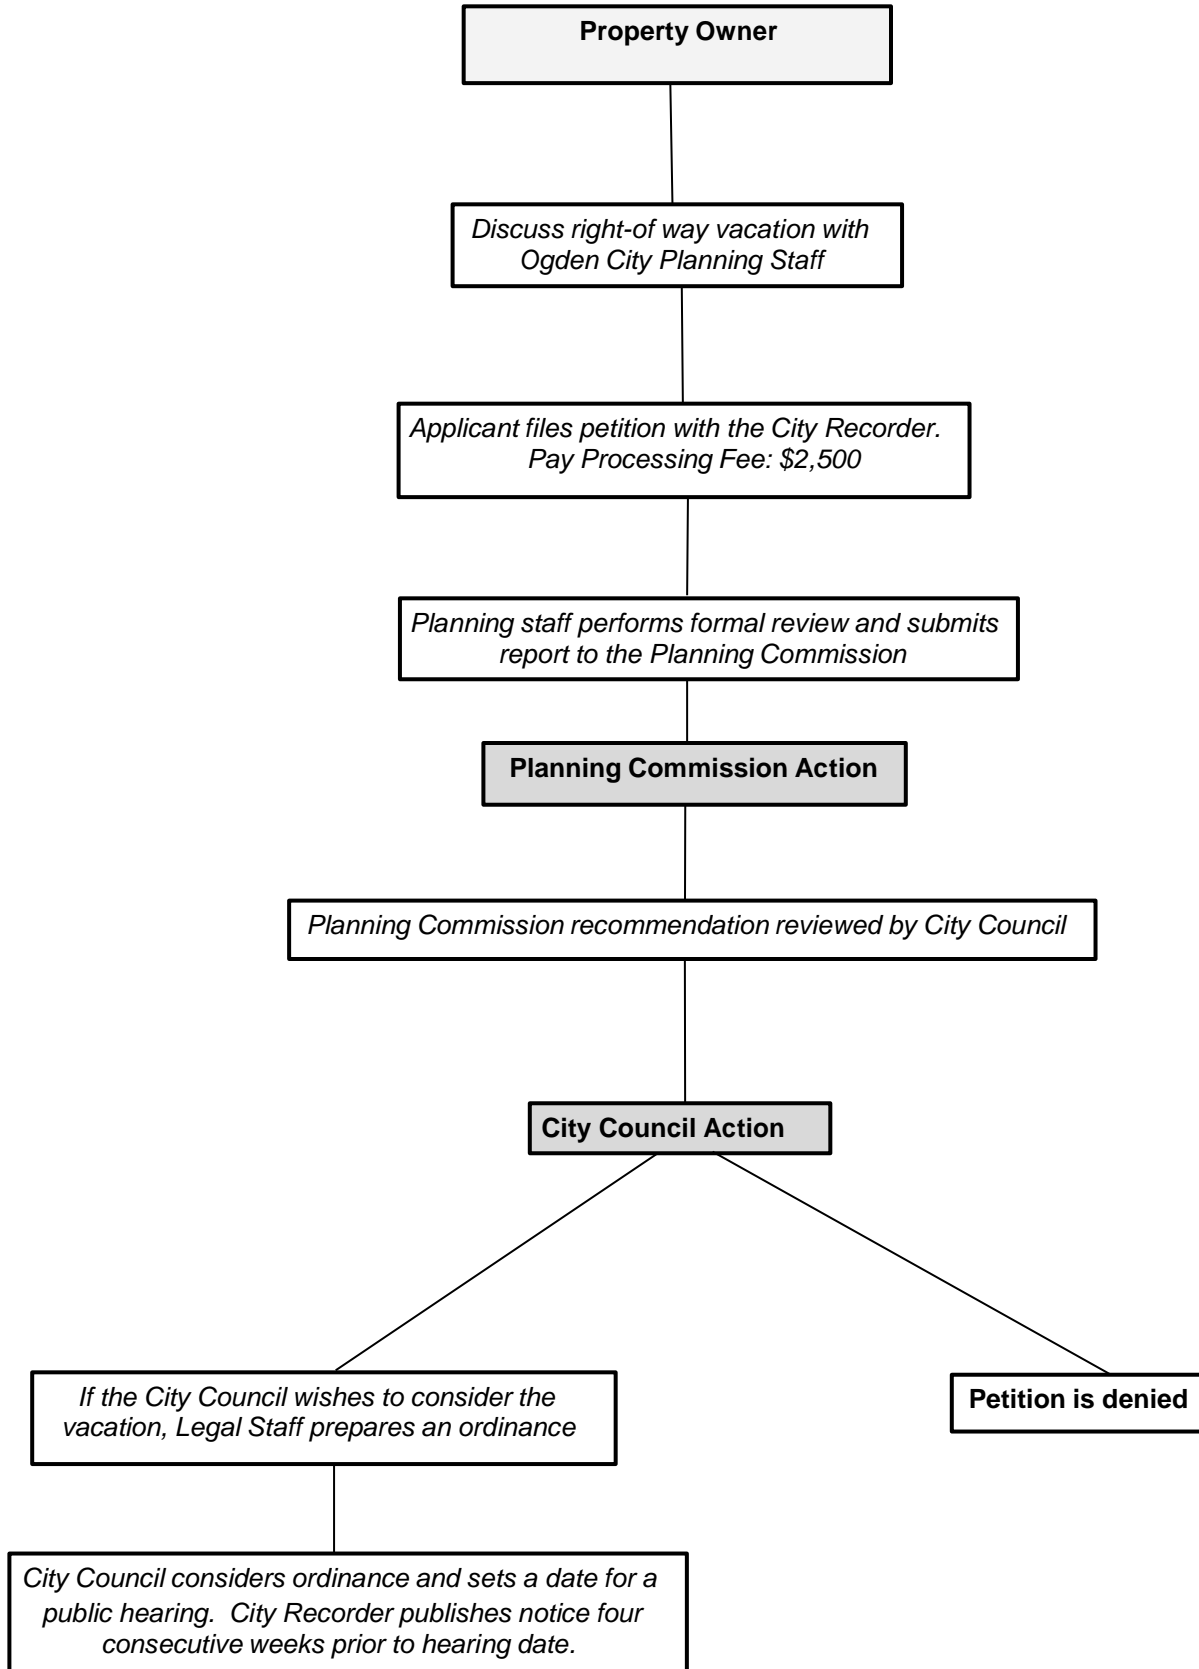 Property Owner
Discuss right-of way vacation with
Ogden City Planning Staff
Applicant files petition with the City Recorder.
Pay Processing Fee: $2,500
Planning staff performs formal review and submits
report to the Planning Commission
Planning Commission Action
Planning Commission recommendation reviewed by City Council
City Council Action
If the City Council wishes to consider the
vacation, Legal Staff prepares an ordinance
Petition is denied
City Council considers ordinance and sets a date for a
public hearing. City Recorder publishes notice four
consecutive weeks prior to hearing date.